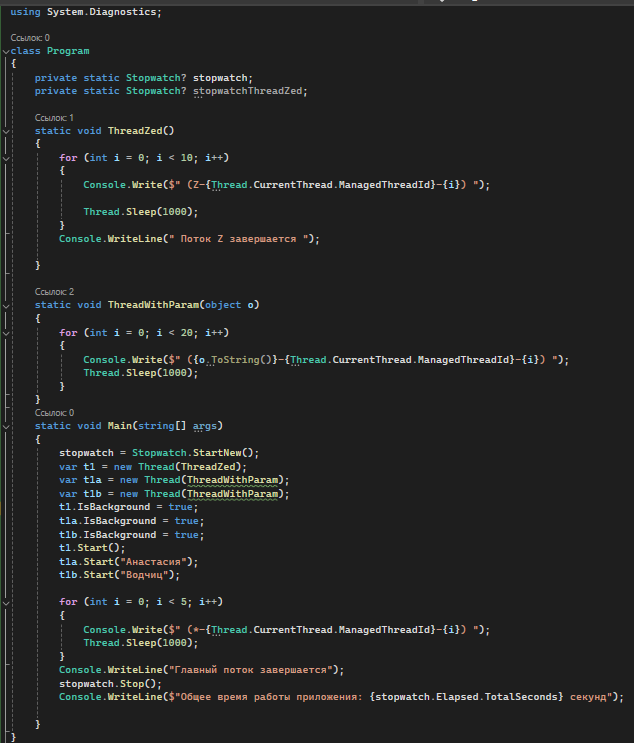 using System.Diagnostics;
Ссылок: 0
class Program
{
private static Stopwatch? stopwatch;
private static Stopwatch? stopwatchThreadZed;
Ссылок: 1
static void ThreadZed()
{
for (int i = 0; i < 10; i++)
{
Console.Write($" (Z-{Thread.CurrentThread.ManagedThreadId}-{i}) ");
Thread.Sleep(1000);
}
Console.WriteLine(" Поток Z завершается ");
}
Ссылок: 2
static void ThreadWithParam(object o)
{
for (int i = 0; i < 20; i++)
{
Console.Write($" ({o.ToString()}-{Thread.CurrentThread.ManagedThreadId}-{i}) ");
Thread.Sleep(1000);
}
}
Ссылок: 0
static void Main(string[] args)
{
stopwatch = Stopwatch.StartNew();
var t1 = new Thread(ThreadZed);
var t1a = new Thread(ThreadWithParam);
var t1b = new Thread(ThreadWithParam);
t1.IsBackground = true;
t1a.IsBackground = true;
t1b.IsBackground = true;
t1.Start();
t1a.Start("Анастасия");
t1b.Start("Водчиц");
for (int i = 0; i < 5; i++)
{
Console.Write($" (*-{Thread.CurrentThread.ManagedThreadId}-{i}) ");
Thread.Sleep(1000);
}
Console.WriteLine("Главный поток завершается");
stopwatch.Stop();
Console.WriteLine($"Общее время работы приложения: {stopwatch.Elapsed.TotalSeconds} секунд");
}
}